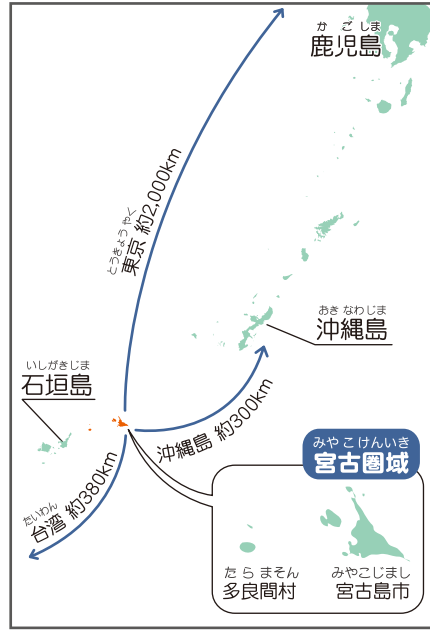 かごしま
鹿児島
とうきょう やく
東京 約2,000km
おきなわじま
沖縄島
いしがきじま
石垣島
沖縄島 約300km
たいわん
台湾 約380km
みやこけんいき
宮古圏域
たらまそん
多良間村
みやこじまし
宮古島市